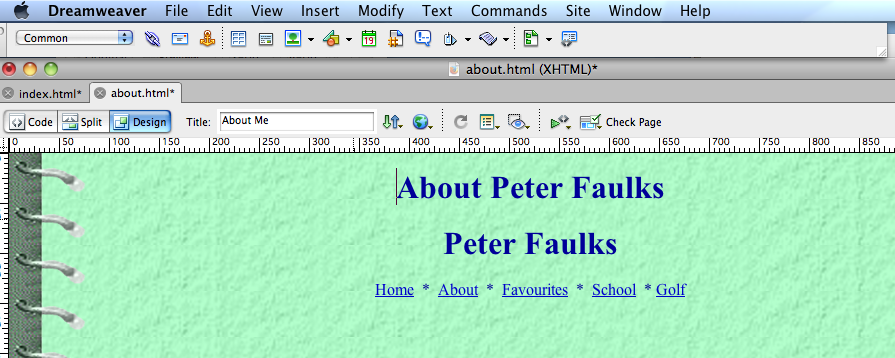 Dreamweaver File Edit View Insert Modify Text Commands Site Window Help
Common 19
about.html (XHTML)*
index.html* about.html*
Code Split Design Title: About Me Check Page
0 50 100 150 200 250 300 350 400 450 500 550 600 650 700 750 800 850
About Peter Faulks
Peter Faulks
Home * About * Favourites * School * Golf